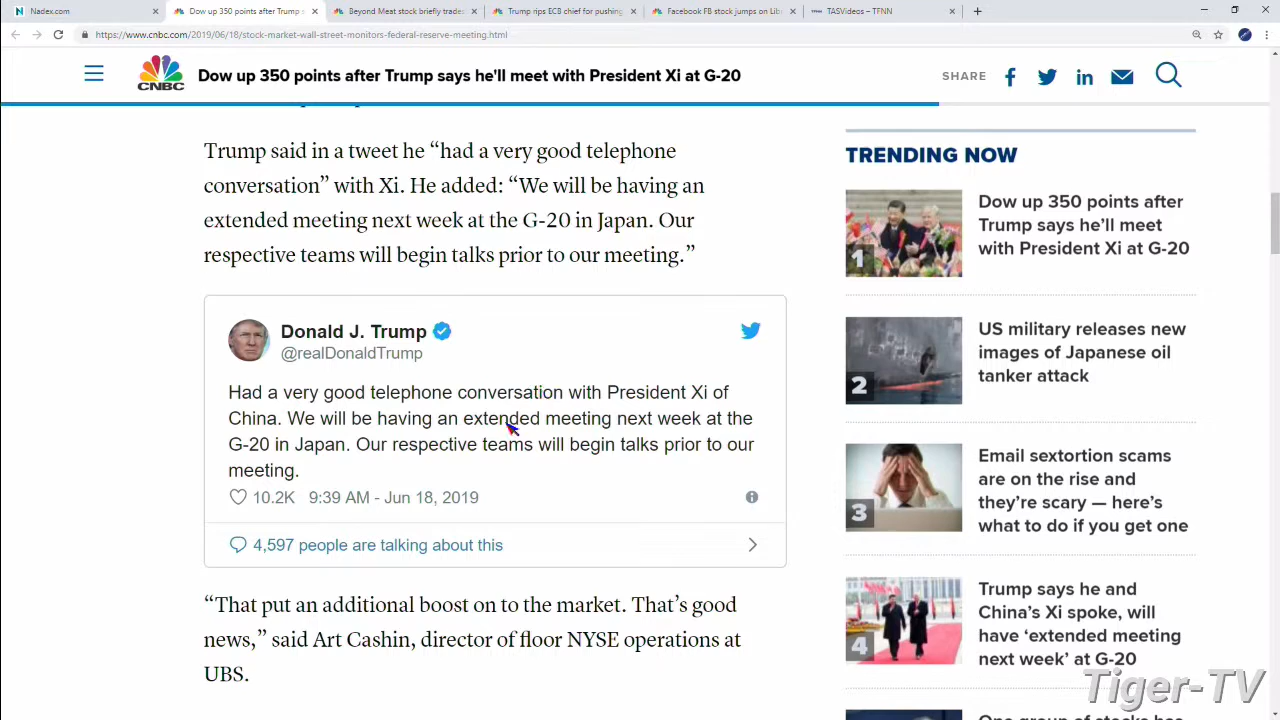 Nadex.com
Dow up 350 points after Trump
Beyond Meat stock briefly trades
Trump rips ECB chief for pushing
Facebook FB stock jumps on Lib
TASVideos – TFNN
https://www.cnbc.com/2019/06/18/stock-market-wall-street-monitors-federal-reserve-meeting.html
CNBC
Dow up 350 points after Trump says he'll meet with President Xi at G-20
SHARE
Trump said in a tweet he “had a very good telephone
conversation” with Xi. He added: “We will be having an
extended meeting next week at the G-20 in Japan. Our
respective teams will begin talks prior to our meeting.”
Donald J. Trump
@realDonaldTrump
Had a very good telephone conversation with President Xi of
China. We will be having an extended meeting next week at the
G-20 in Japan. Our respective teams will begin talks prior to our
meeting.
10.2K 9:39 AM - Jun 18, 2019
4,597 people are talking about this
“That put an additional boost on to the market. That’s good
news,” said Art Cashin, director of floor NYSE operations at
UBS.
TRENDING NOW
1
Dow up 350 points after
Trump says he’ll meet
with President Xi at G-20
2
US military releases new
images of Japanese oil
tanker attack
3
Email sextortion scams
are on the rise and
they’re scary — here’s
what to do if you get one
4
Trump says he and
China’s Xi spoke, will
have ‘extended meeting
next week’ at G-20
Tiger-TV